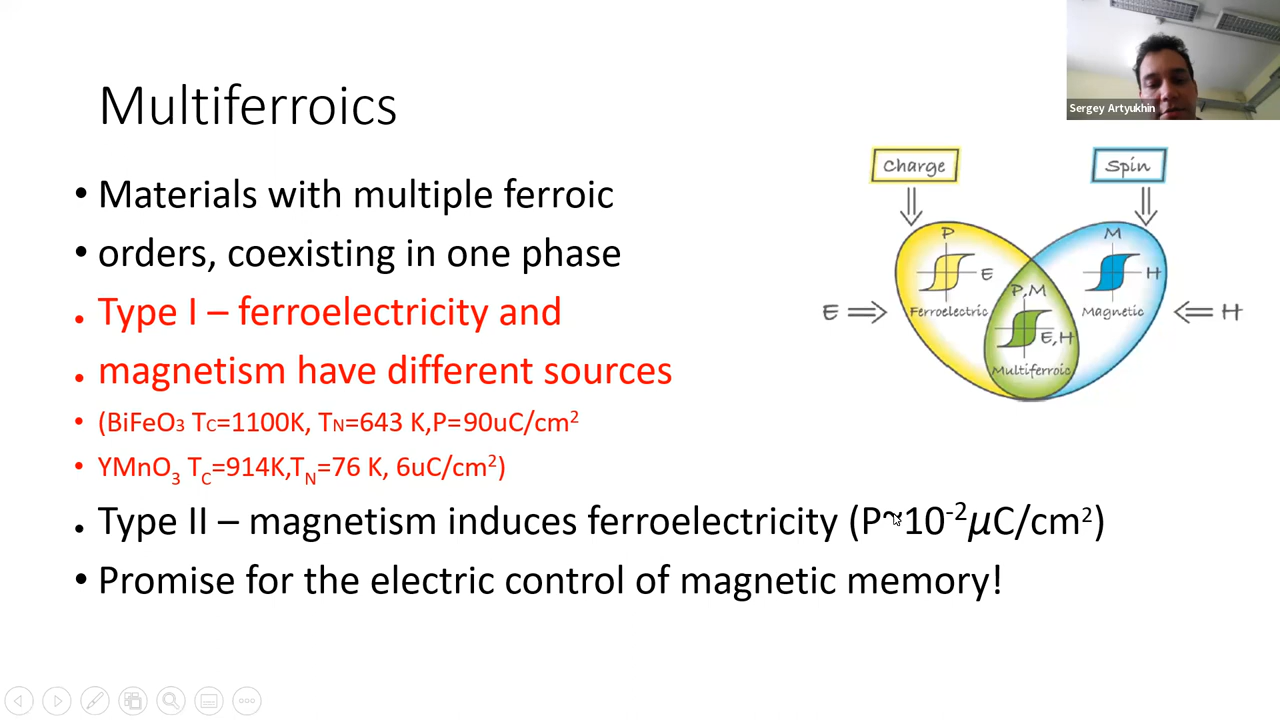 Multiferroics
Sergey Artyukhin
• Materials with multiple ferroic
• orders, coexisting in one phase
• Type I – ferroelectricity and
• magnetism have different sources
• (BiFeO₃ T_C=1100K, T_N=643 K,P=90uC/cm²
• YMnO₃ T_C=914K,T_N=76 K, 6uC/cm²)
• Type II – magnetism induces ferroelectricity (P~10⁻²μC/cm²)
• Promise for the electric control of magnetic memory!
Charge
Spin
P
M
E
H
P,M
E
Ferroelectric
Magnetic
H
E,H
Multiferroic